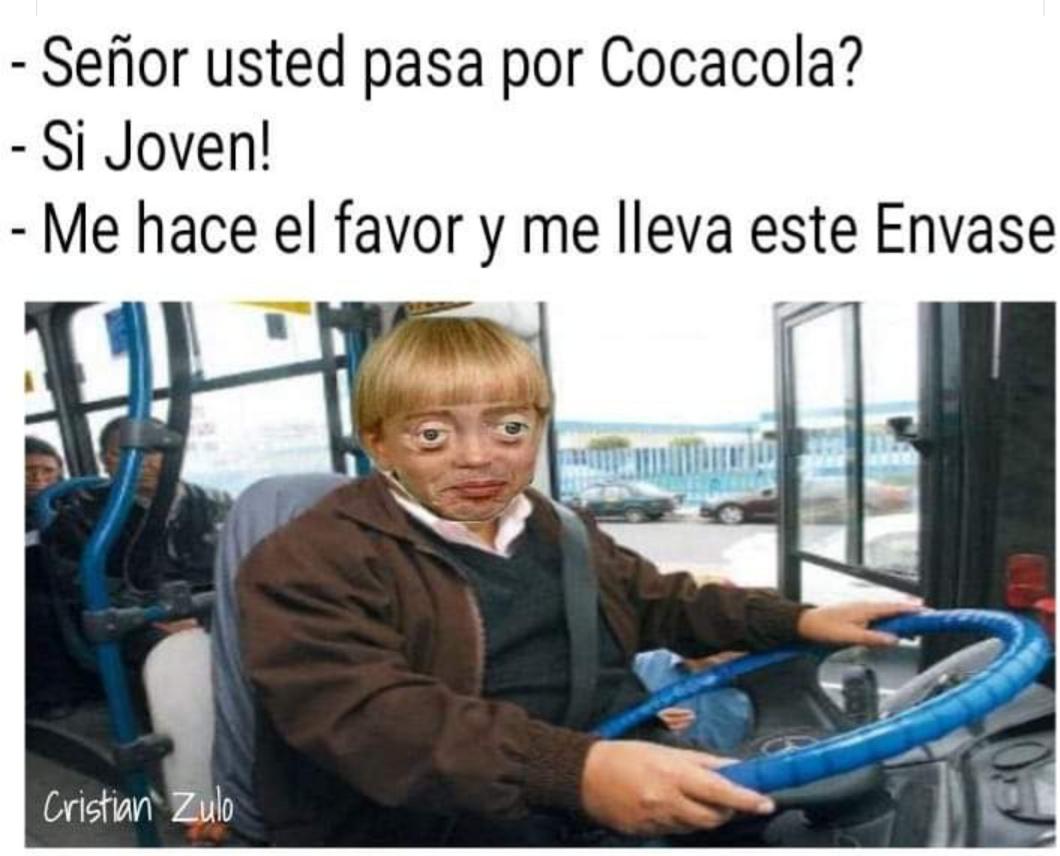 - Señor usted pasa por Cocacola?
- Si Joven!
- Me hace el favor y me lleva este Envase
Cristian Zulo